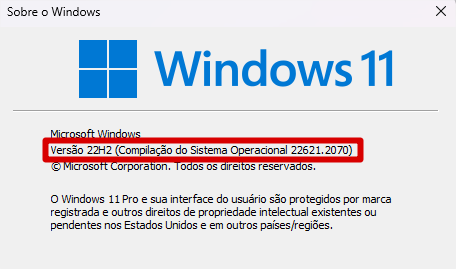 Sobre o Windows
Windows 11
Microsoft Windows
Versão 22H2 (Compilação do Sistema Operacional 22621.2070)
© Microsoft Corporation. Todos os direitos reservados.
O Windows 11 Pro e sua interface do usuário são protegidos por marca
registrada e outros direitos de propriedade intelectual existentes ou
pendentes nos Estados Unidos e em outros países/regiões.